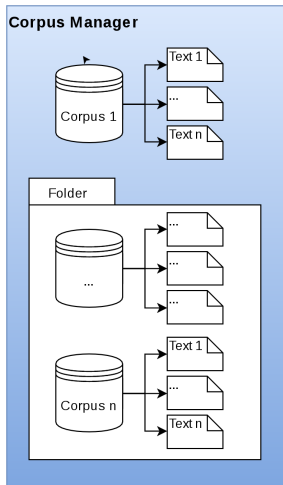 Corpus Manager
Text 1
Corpus 1
...
Text n
Folder
...
...
...
...
Text 1
...
Corpus n
Text n